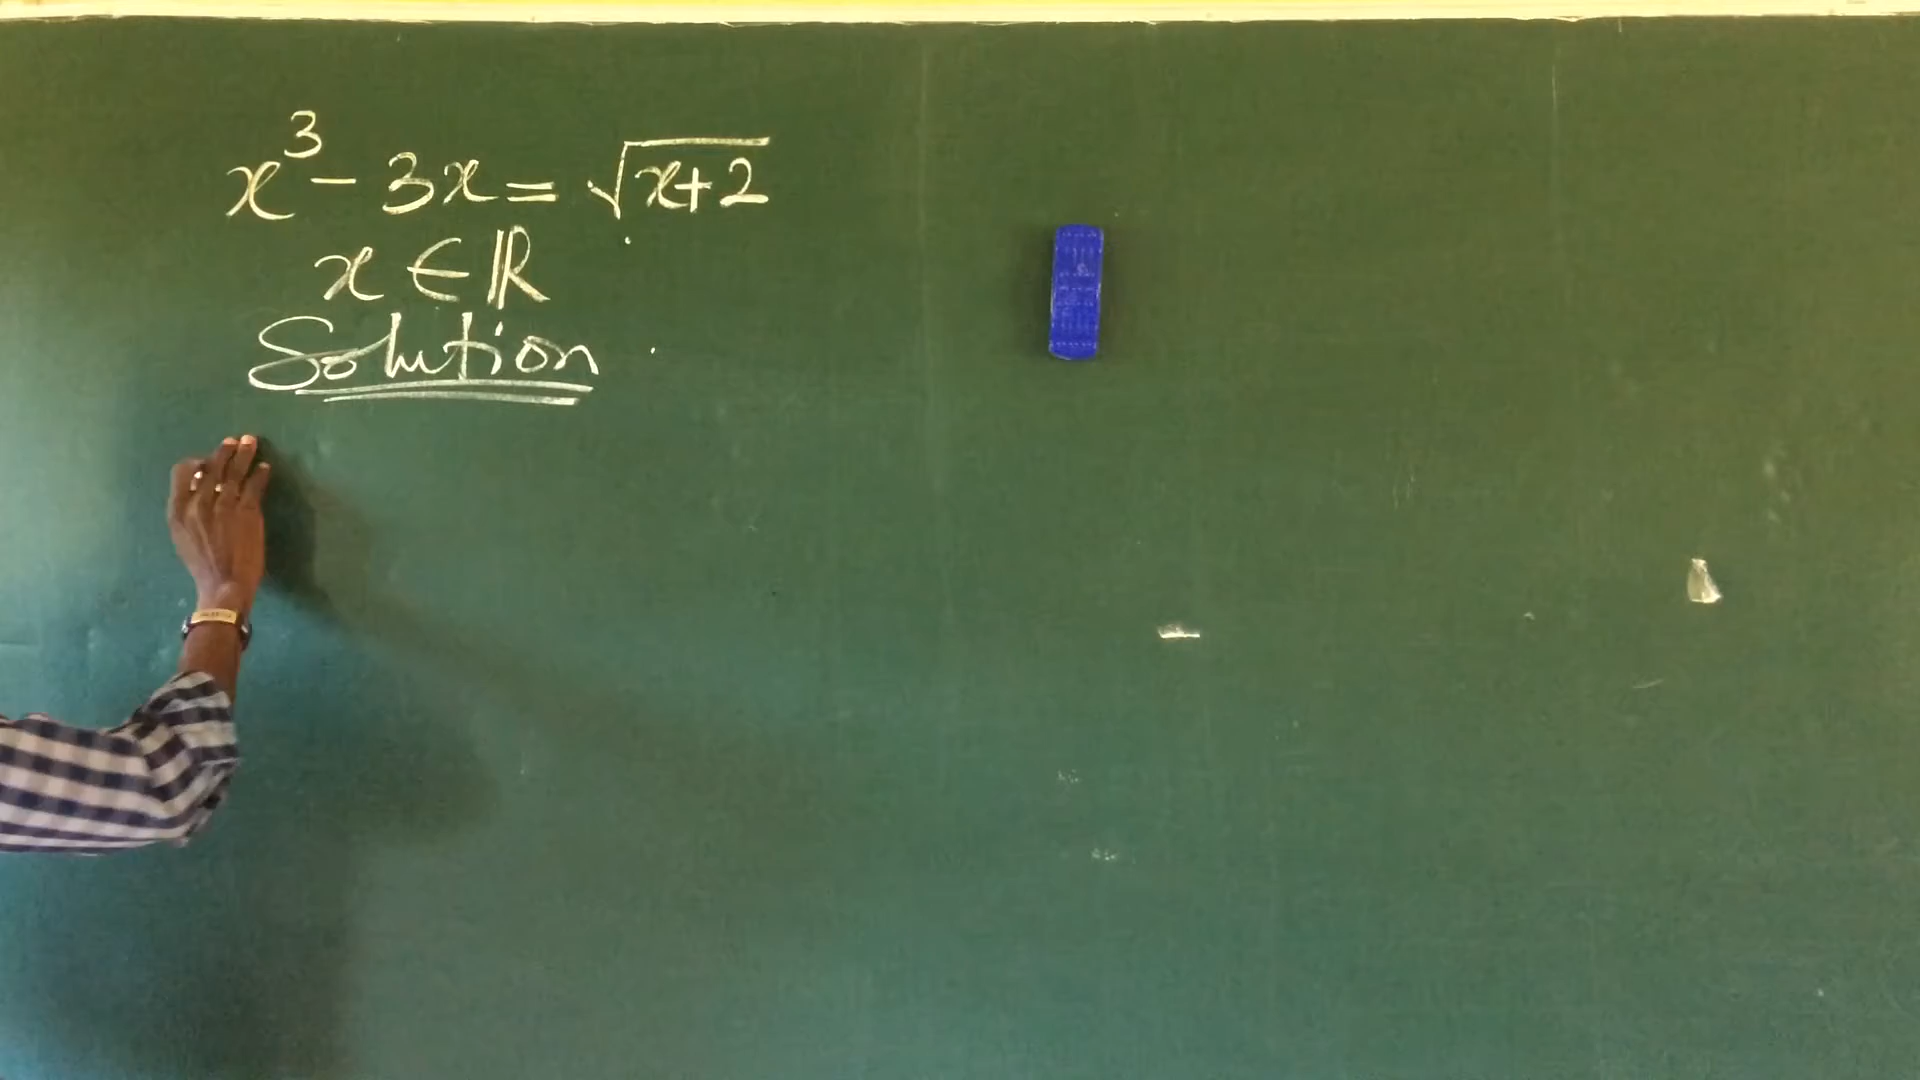 x³ - 3x = √x+2
x ∈ ℝ
Solution